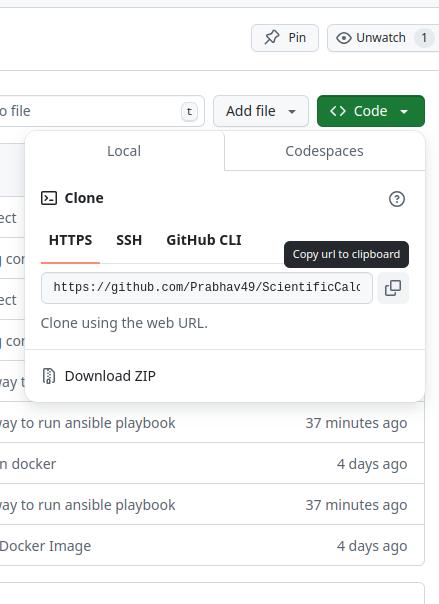 Pin
Unwatch 1
o file t
Add file
Code
Local
Codespaces
Clone
HTTPS
SSH
GitHub CLI
Copy url to clipboard
https://github.com/Prabhav49/ScientificCalc
Clone using the web URL.
Download ZIP
ect
g cor
ect
g cor
way t
way to run ansible playbook 37 minutes ago
n docker 4 days ago
way to run ansible playbook 37 minutes ago
Docker Image 4 days ago